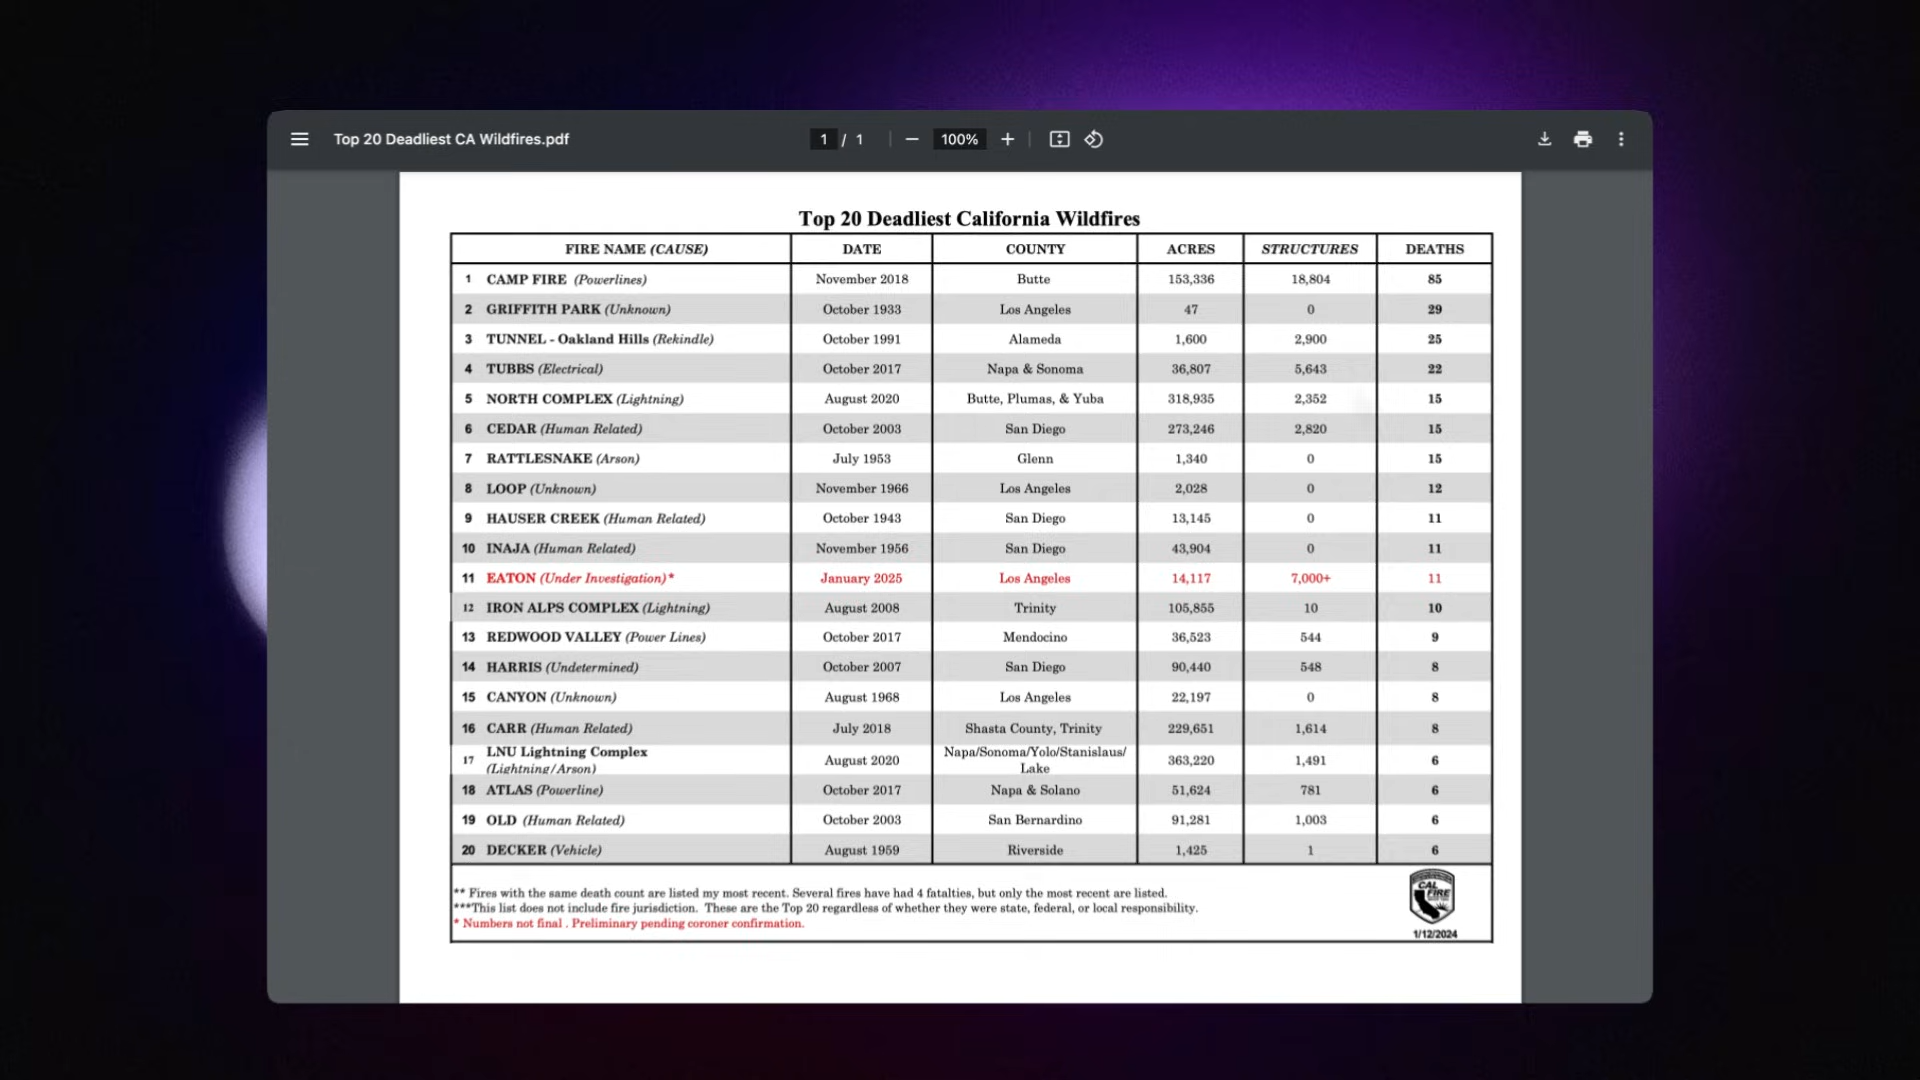 Top 20 Deadliest CA Wildfires.pdf 1 / 1 100%
Top 20 Deadliest California Wildfires
FIRE NAME (CAUSE) DATE COUNTY ACRES STRUCTURES DEATHS
1 CAMP FIRE (Powerlines) November 2018 Butte 153,336 18,804 85
2 GRIFFITH PARK (Unknown) October 1933 Los Angeles 47 0 29
3 TUNNEL - Oakland Hills (Rekindle) October 1991 Alameda 1,600 2,900 25
4 TUBBS (Electrical) October 2017 Napa & Sonoma 36,807 5,643 22
5 NORTH COMPLEX (Lightning) August 2020 Butte, Plumas, & Yuba 318,935 2,352 15
6 CEDAR (Human Related) October 2003 San Diego 273,246 2,820 15
7 RATTLESNAKE (Arson) July 1953 Glenn 1,340 0 15
8 LOOP (Unknown) November 1966 Los Angeles 2,028 0 12
9 HAUSER CREEK (Human Related) October 1943 San Diego 13,145 0 11
10 INAJA (Human Related) November 1956 San Diego 43,904 0 11
11 EATON (Under Investigation)* January 2025 Los Angeles 14,117 7,000+ 11
12 IRON ALPS COMPLEX (Lightning) August 2008 Trinity 105,855 10 10
13 REDWOOD VALLEY (Power Lines) October 2017 Mendocino 36,523 544 9
14 HARRIS (Undetermined) October 2007 San Diego 90,440 548 8
15 CANYON (Unknown) August 1968 Los Angeles 22,197 0 8
16 CARR (Human Related) July 2018 Shasta County, Trinity 229,651 1,614 8
17 LNU Lightning Complex (Lightning/Arson) August 2020 Napa/Sonoma/Yolo/Stanislaus/ Lake 363,220 1,491 6
18 ATLAS (Powerline) October 2017 Napa & Solano 51,624 781 6
19 OLD (Human Related) October 2003 San Bernardino 91,281 1,003 6
20 DECKER (Vehicle) August 1959 Riverside 1,425 1 6
** Fires with the same death count are listed my most recent. Several fires have had 4 fatalties, but only the most recent are listed.
***This list does not include fire jurisdiction. These are the Top 20 regardless of whether they were state, federal, or local responsibility.
* Numbers not final . Preliminary pending coroner confirmation.
CAL
FIRE
1/12/2024